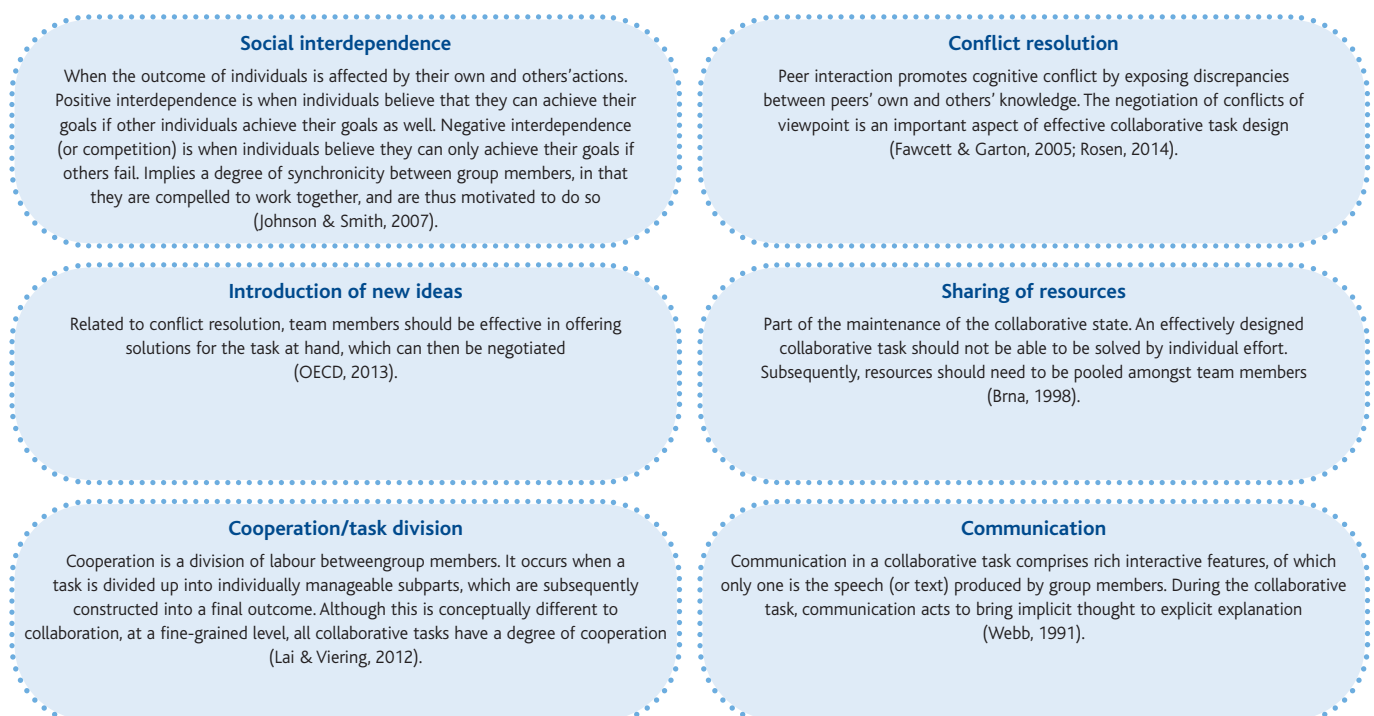 Social interdependence
When the outcome of individuals is affected by their own and others'actions.
Positive interdependence is when individuals believe that they can achieve their
goals if other individuals achieve their goals as well. Negative interdependence
(or competition) is when individuals believe they can only achieve their goals if
others fail. Implies a degree of synchronicity between group members, in that
they are compelled to work together, and are thus motivated to do so
(Johnson & Smith, 2007).
Conflict resolution
Peer interaction promotes cognitive conflict by exposing discrepancies
between peers' own and others' knowledge. The negotiation of conflicts of
viewpoint is an important aspect of effective collaborative task design
(Fawcett & Garton, 2005; Rosen, 2014).
Introduction of new ideas
Related to conflict resolution, team members should be effective in offering
solutions for the task at hand, which can then be negotiated
(OECD, 2013).
Sharing of resources
Part of the maintenance of the collaborative state. An effectively designed
collaborative task should not be able to be solved by individual effort.
Subsequently, resources should need to be pooled amongst team members
(Brna, 1998).
Cooperation/task division
Cooperation is a division of labour betweengroup members. It occurs when a
task is divided up into individually manageable subparts, which are subsequently
constructed into a final outcome. Although this is conceptually different to
collaboration, at a fine-grained level, all collaborative tasks have a degree of cooperation
(Lai & Viering, 2012).
Communication
Communication in a collaborative task comprises rich interactive features, of which
only one is the speech (or text) produced by group members. During the collaborative
task, communication acts to bring implicit thought to explicit explanation
(Webb, 1991).